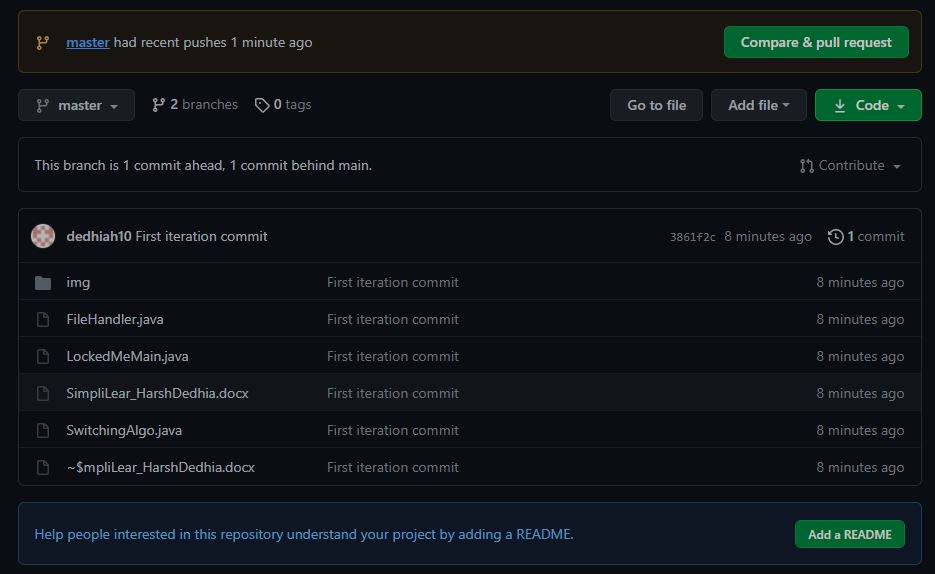 master had recent pushes 1 minute ago Compare & pull request
master 2 branches 0 tags Go to file Add file Code
This branch is 1 commit ahead, 1 commit behind main. Contribute
dedhiah10 First iteration commit 3861f2c 8 minutes ago 1 commit
img First iteration commit 8 minutes ago
FileHandler.java First iteration commit 8 minutes ago
LockedMeMain.java First iteration commit 8 minutes ago
SimpliLear_HarshDedhia.docx First iteration commit 8 minutes ago
SwitchingAlgo.java First iteration commit 8 minutes ago
~$mpliLear_HarshDedhia.docx First iteration commit 8 minutes ago
Help people interested in this repository understand your project by adding a README. Add a README